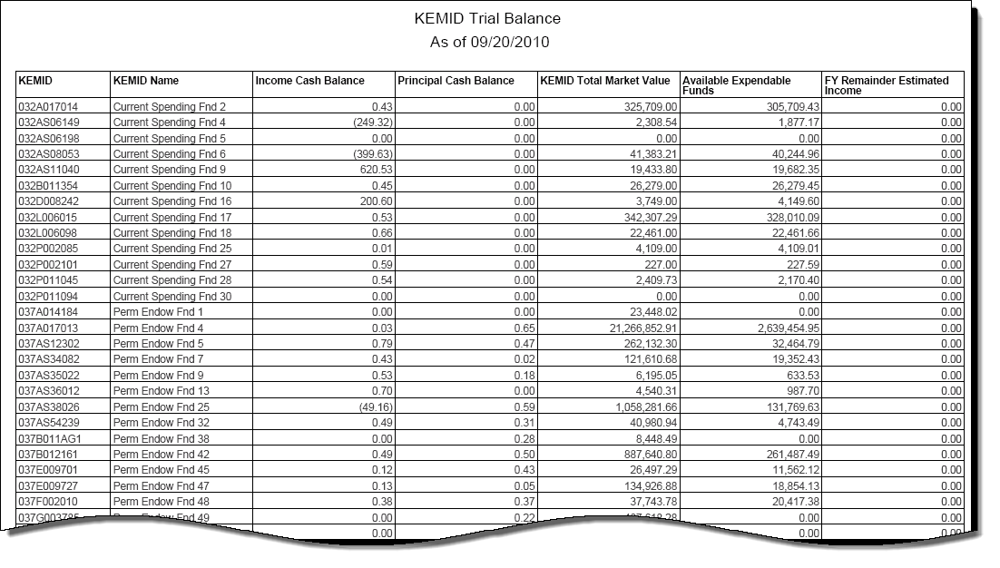 KEMID Trial Balance
As of 09/20/2010
KEMID KEMID Name Income Cash Balance Principal Cash Balance KEMID Total Market Value Available Expendable Funds FY Remainder Estimated Income
032A017014 Current Spending Fnd 2 0.43 0.00 325,709.00 305,709.43 0.00
032AS06149 Current Spending Fnd 4 (249.32) 0.00 2,308.54 1,877.17 0.00
032AS06198 Current Spending Fnd 5 0.00 0.00 0.00 0.00 0.00
032AS08053 Current Spending Fnd 6 (399.63) 0.00 41,383.21 40,244.96 0.00
032AS11040 Current Spending Fnd 9 620.53 0.00 19,433.80 19,682.35 0.00
032B011354 Current Spending Fnd 10 0.45 0.00 26,279.00 26,279.45 0.00
032D008242 Current Spending Fnd 16 200.60 0.00 3,749.00 4,149.60 0.00
032L006015 Current Spending Fnd 17 0.53 0.00 342,307.29 328,010.09 0.00
032L006098 Current Spending Fnd 18 0.66 0.00 22,461.00 22,461.66 0.00
032P002085 Current Spending Fnd 25 0.01 0.00 4,109.00 4,109.01 0.00
032P002101 Current Spending Fnd 27 0.59 0.00 227.00 227.59 0.00
032P011045 Current Spending Fnd 28 0.54 0.00 2,409.73 2,170.40 0.00
032P011094 Current Spending Fnd 30 0.00 0.00 0.00 0.00 0.00
037A014184 Perm Endow Fnd 1 0.00 0.00 23,448.02 0.00 0.00
037A017013 Perm Endow Fnd 4 0.03 0.65 21,266,852.91 2,639,454.95 0.00
037AS12302 Perm Endow Fnd 5 0.79 0.47 262,132.30 32,464.79 0.00
037AS34082 Perm Endow Fnd 7 0.43 0.02 121,610.68 19,352.43 0.00
037AS35022 Perm Endow Fnd 9 0.53 0.18 6,195.05 633.53 0.00
037AS36012 Perm Endow Fnd 13 0.70 0.00 4,540.31 987.70 0.00
037AS38026 Perm Endow Fnd 25 (49.16) 0.59 1,058,281.66 131,769.63 0.00
037AS54239 Perm Endow Fnd 32 0.49 0.31 40,980.94 4,743.49 0.00
037B011AG1 Perm Endow Fnd 38 0.00 0.28 8,448.49 0.00 0.00
037B012161 Perm Endow Fnd 42 0.49 0.50 887,640.80 261,487.49 0.00
037E009701 Perm Endow Fnd 45 0.12 0.43 26,497.29 11,562.12 0.00
037E009727 Perm Endow Fnd 47 0.13 0.05 134,926.88 18,854.13 0.00
037F002010 Perm Endow Fnd 48 0.38 0.37 37,743.78 20,417.38 0.00
Fnd 49 0.00 0.22 0.00 0.00
0.00 0.00 0.00